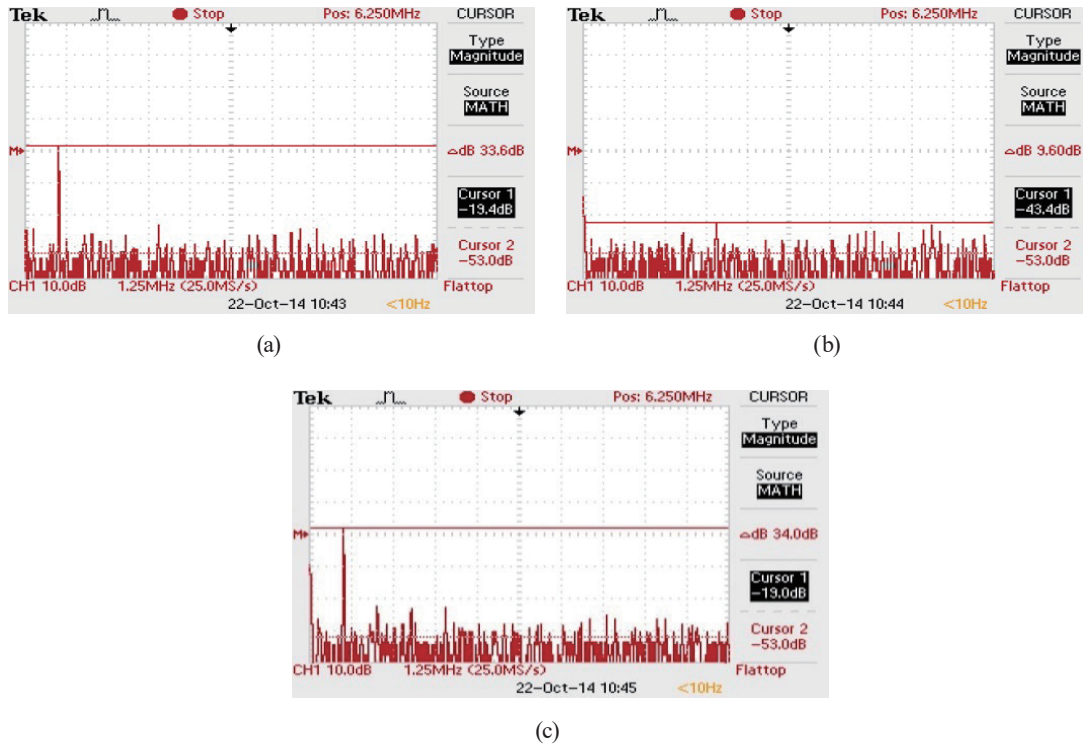 Tek Stop Pos: 6.250MHz CURSOR
Type
Magnitude
Source
MATH
M
dB 33.6dB
Cursor 1
-19.4dB
Cursor 2
-53.0dB
CH1 10.0dB 1.25MHz (25.0MS/s) Flattop
22-Oct-14 10:43 <10Hz
(a)
Tek Stop Pos: 6.250MHz CURSOR
Type
Magnitude
Source
MATH
M
dB 9.60dB
Cursor 1
-43.4dB
Cursor 2
-53.0dB
CH1 10.0dB 1.25MHz (25.0MS/s) Flattop
22-Oct-14 10:44 <10Hz
(b)
Tek Stop Pos: 6.250MHz CURSOR
Type
Magnitude
Source
MATH
M
dB 34.0dB
Cursor 1
-19.0dB
Cursor 2
-53.0dB
CH1 10.0dB 1.25MHz (25.0MS/s) Flattop
22-Oct-14 10:45 <10Hz
(c)